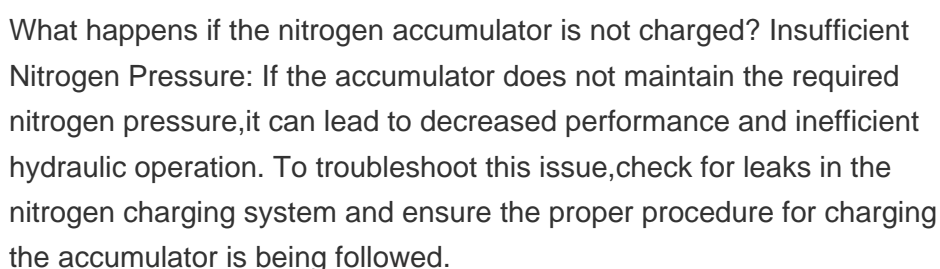 What happens if the nitrogen accumulator is not charged? Insufficient
Nitrogen Pressure: If the accumulator does not maintain the required
nitrogen pressure,it can lead to decreased performance and inefficient
hydraulic operation. To troubleshoot this issue,check for leaks in the
nitrogen charging system and ensure the proper procedure for charging
the accumulator is being followed.